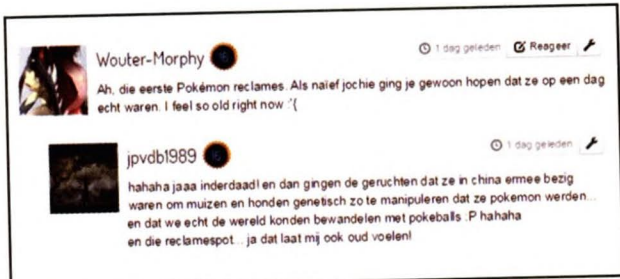 Wouter-Morphy
1 dag geleden Reageer
Ah, die eerste Pokémon reclames. Als naïef jochie ging je gewoon hopen dat ze op een dag
echt waren. I feel so old right now :'(
jpvdb1989
1 dag geleden
hahaha jaaa inderdaad! en dan gingen de geruchten dat ze in china ermee bezig
waren om muizen en honden genetisch zo te manipuleren dat ze pokemon werden...
en dat we echt de wereld konden bewandelen met pokeballs :P hahaha
en die reclamespot... ja dat laat mij ook oud voelen!